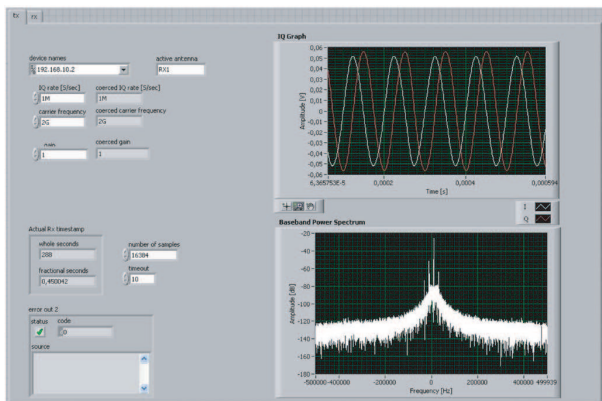 tx rx
device names
192.168.10.2
active antenna
RX1
IQ rate [S/sec]
1M
coerced IQ rate [S/sec]
1M
carrier frequency
2G
coerced carrier frequency
2G
gain
1
coerced gain
1
Actual Rx timestamp
whole seconds
280
fractional seconds
0,450042
number of samples
16384
timeout
10
error out 2
status
code
0
source
IQ Graph
Amplitude [V]
0,06
0,05
0,04
0,03
0,02
0,01
0
-0,01
-0,02
-0,03
-0,04
-0,05
-0,06
6,365753E-5 0,0002 0,0004 0,000594
Time [s]
I
Q
Baseband Power Spectrum
Amplitude [dB]
-20
-40
-60
-80
-100
-120
-140
-160
-180
-500000 -400000 -200000 0 200000 400000 499939
Frequency [Hz]